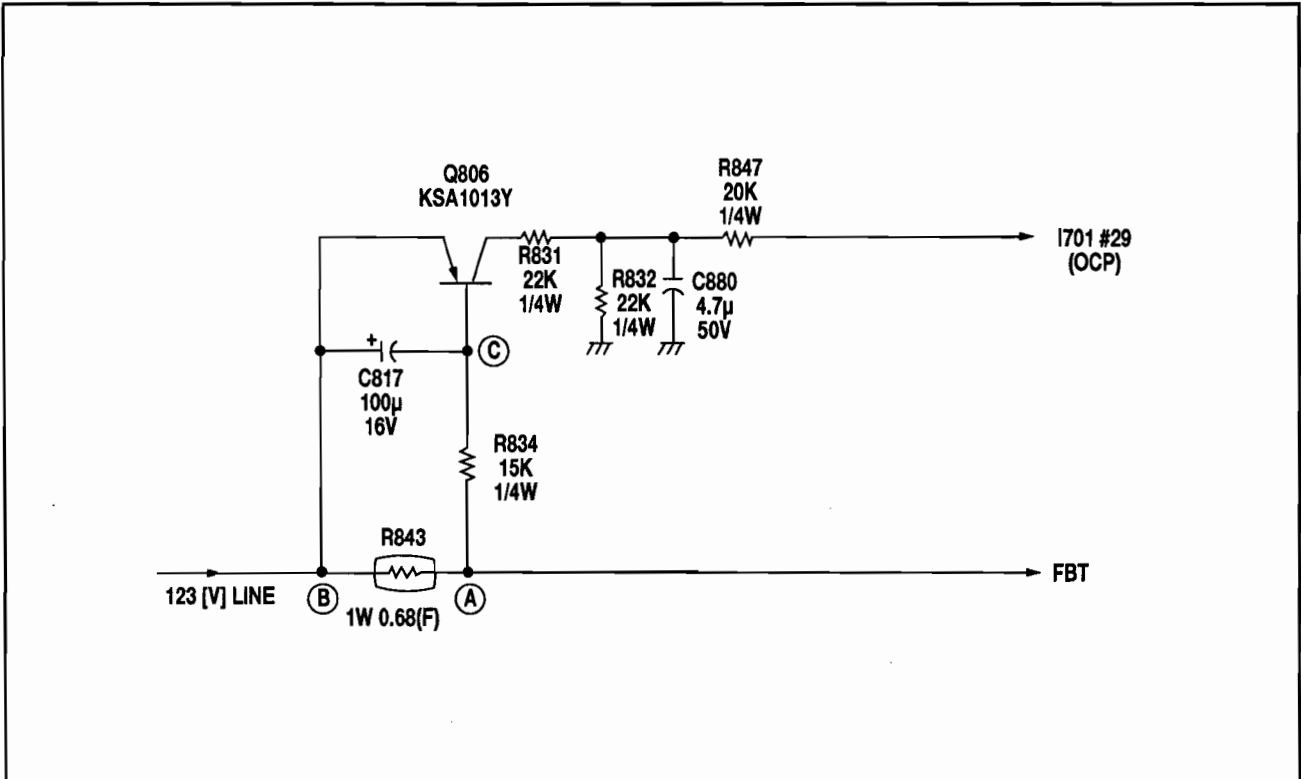 Q806
KSA1013Y
R847
20K
1/4W
I701 #29
(OCP)
R831
22K
1/4W
R832
22K
1/4W
C880
4.7µ
50V
+
C
C817
100µ
16V
R834
15K
1/4W
R843
123 [V] LINE
B
A
FBT
1W 0.68(F)